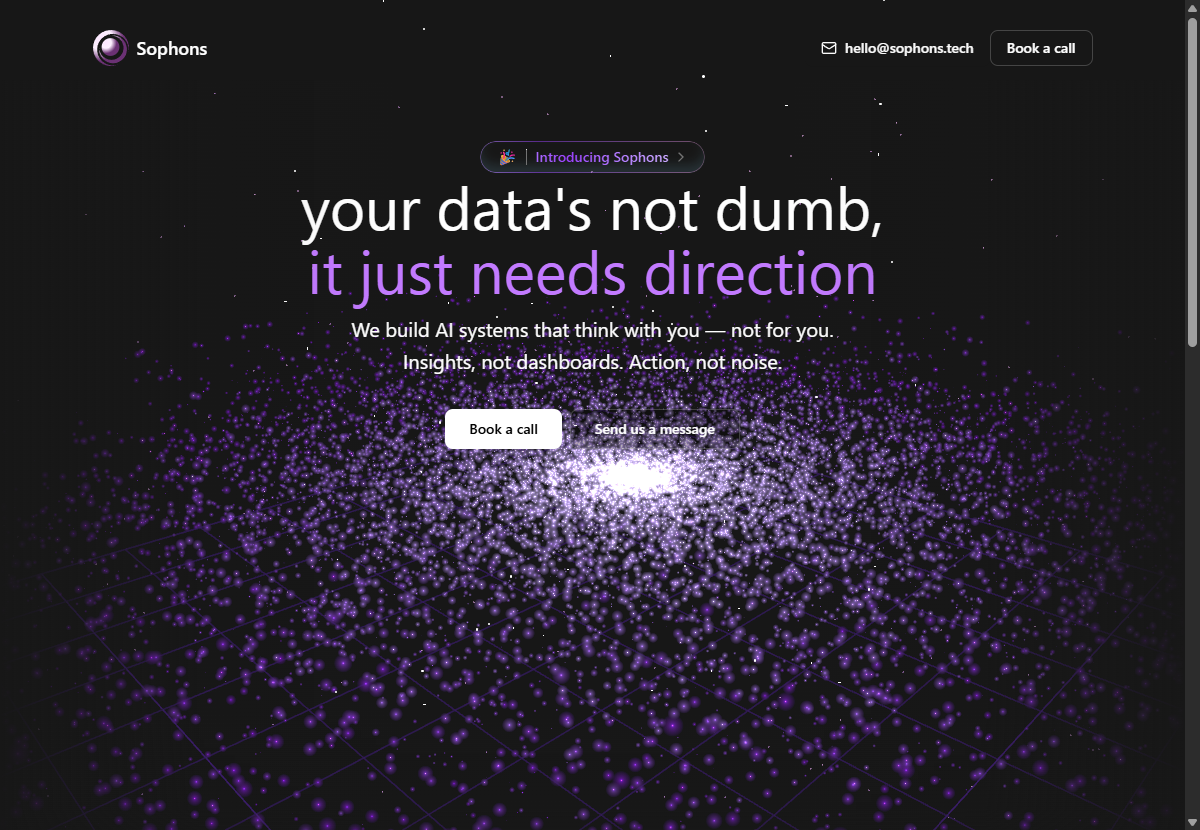 Sophons
hello@sophons.tech
Book a call
Introducing Sophons
your data's not dumb,
it just needs direction
We build AI systems that think with you — not for you.
Insights, not dashboards. Action, not noise.
Book a call
Send us a message